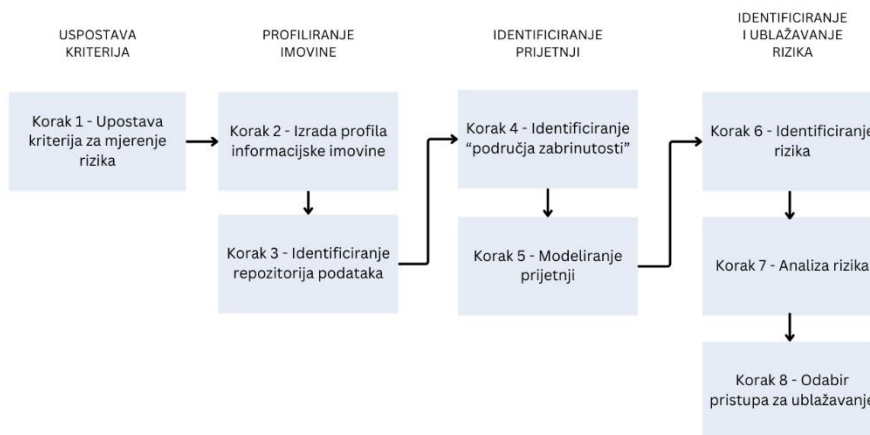 USPOSTAVA
KRITERIJA
PROFILIRANJE
IMOVINE
IDENTIFICIRANJE
PRIJETNJI
IDENTIFICIRANJE
I UBLAŽAVANJE
RIZIKA
Korak 1 - Upostava
kriterija za mjerenje
rizika
Korak 2 - Izrada profila
informacijske imovine
Korak 3 - Identificiranje
repozitorija podataka
Korak 4 - Identificiranje
“područja zabrinutosti”
Korak 5 - Modeliranje
prijetnji
Korak 6 - Identificiranje
rizika
Korak 7 - Analiza rizika
Korak 8 - Odabir
pristupa za ublažavanje